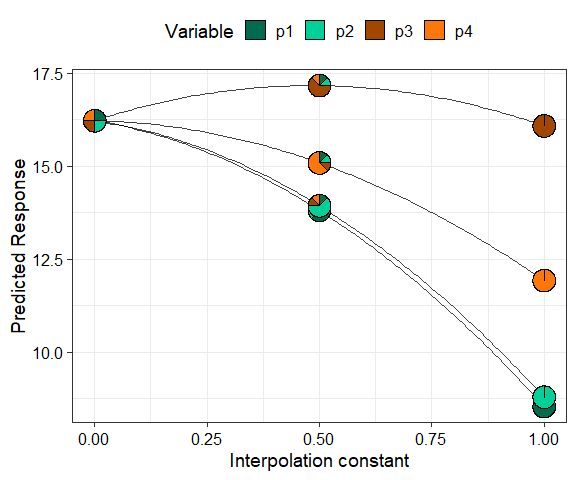 Variable p1 p2 p3 p4
17.5
15.0
12.5
10.0
Predicted Response
0.00 0.25 0.50 0.75 1.00
Interpolation constant